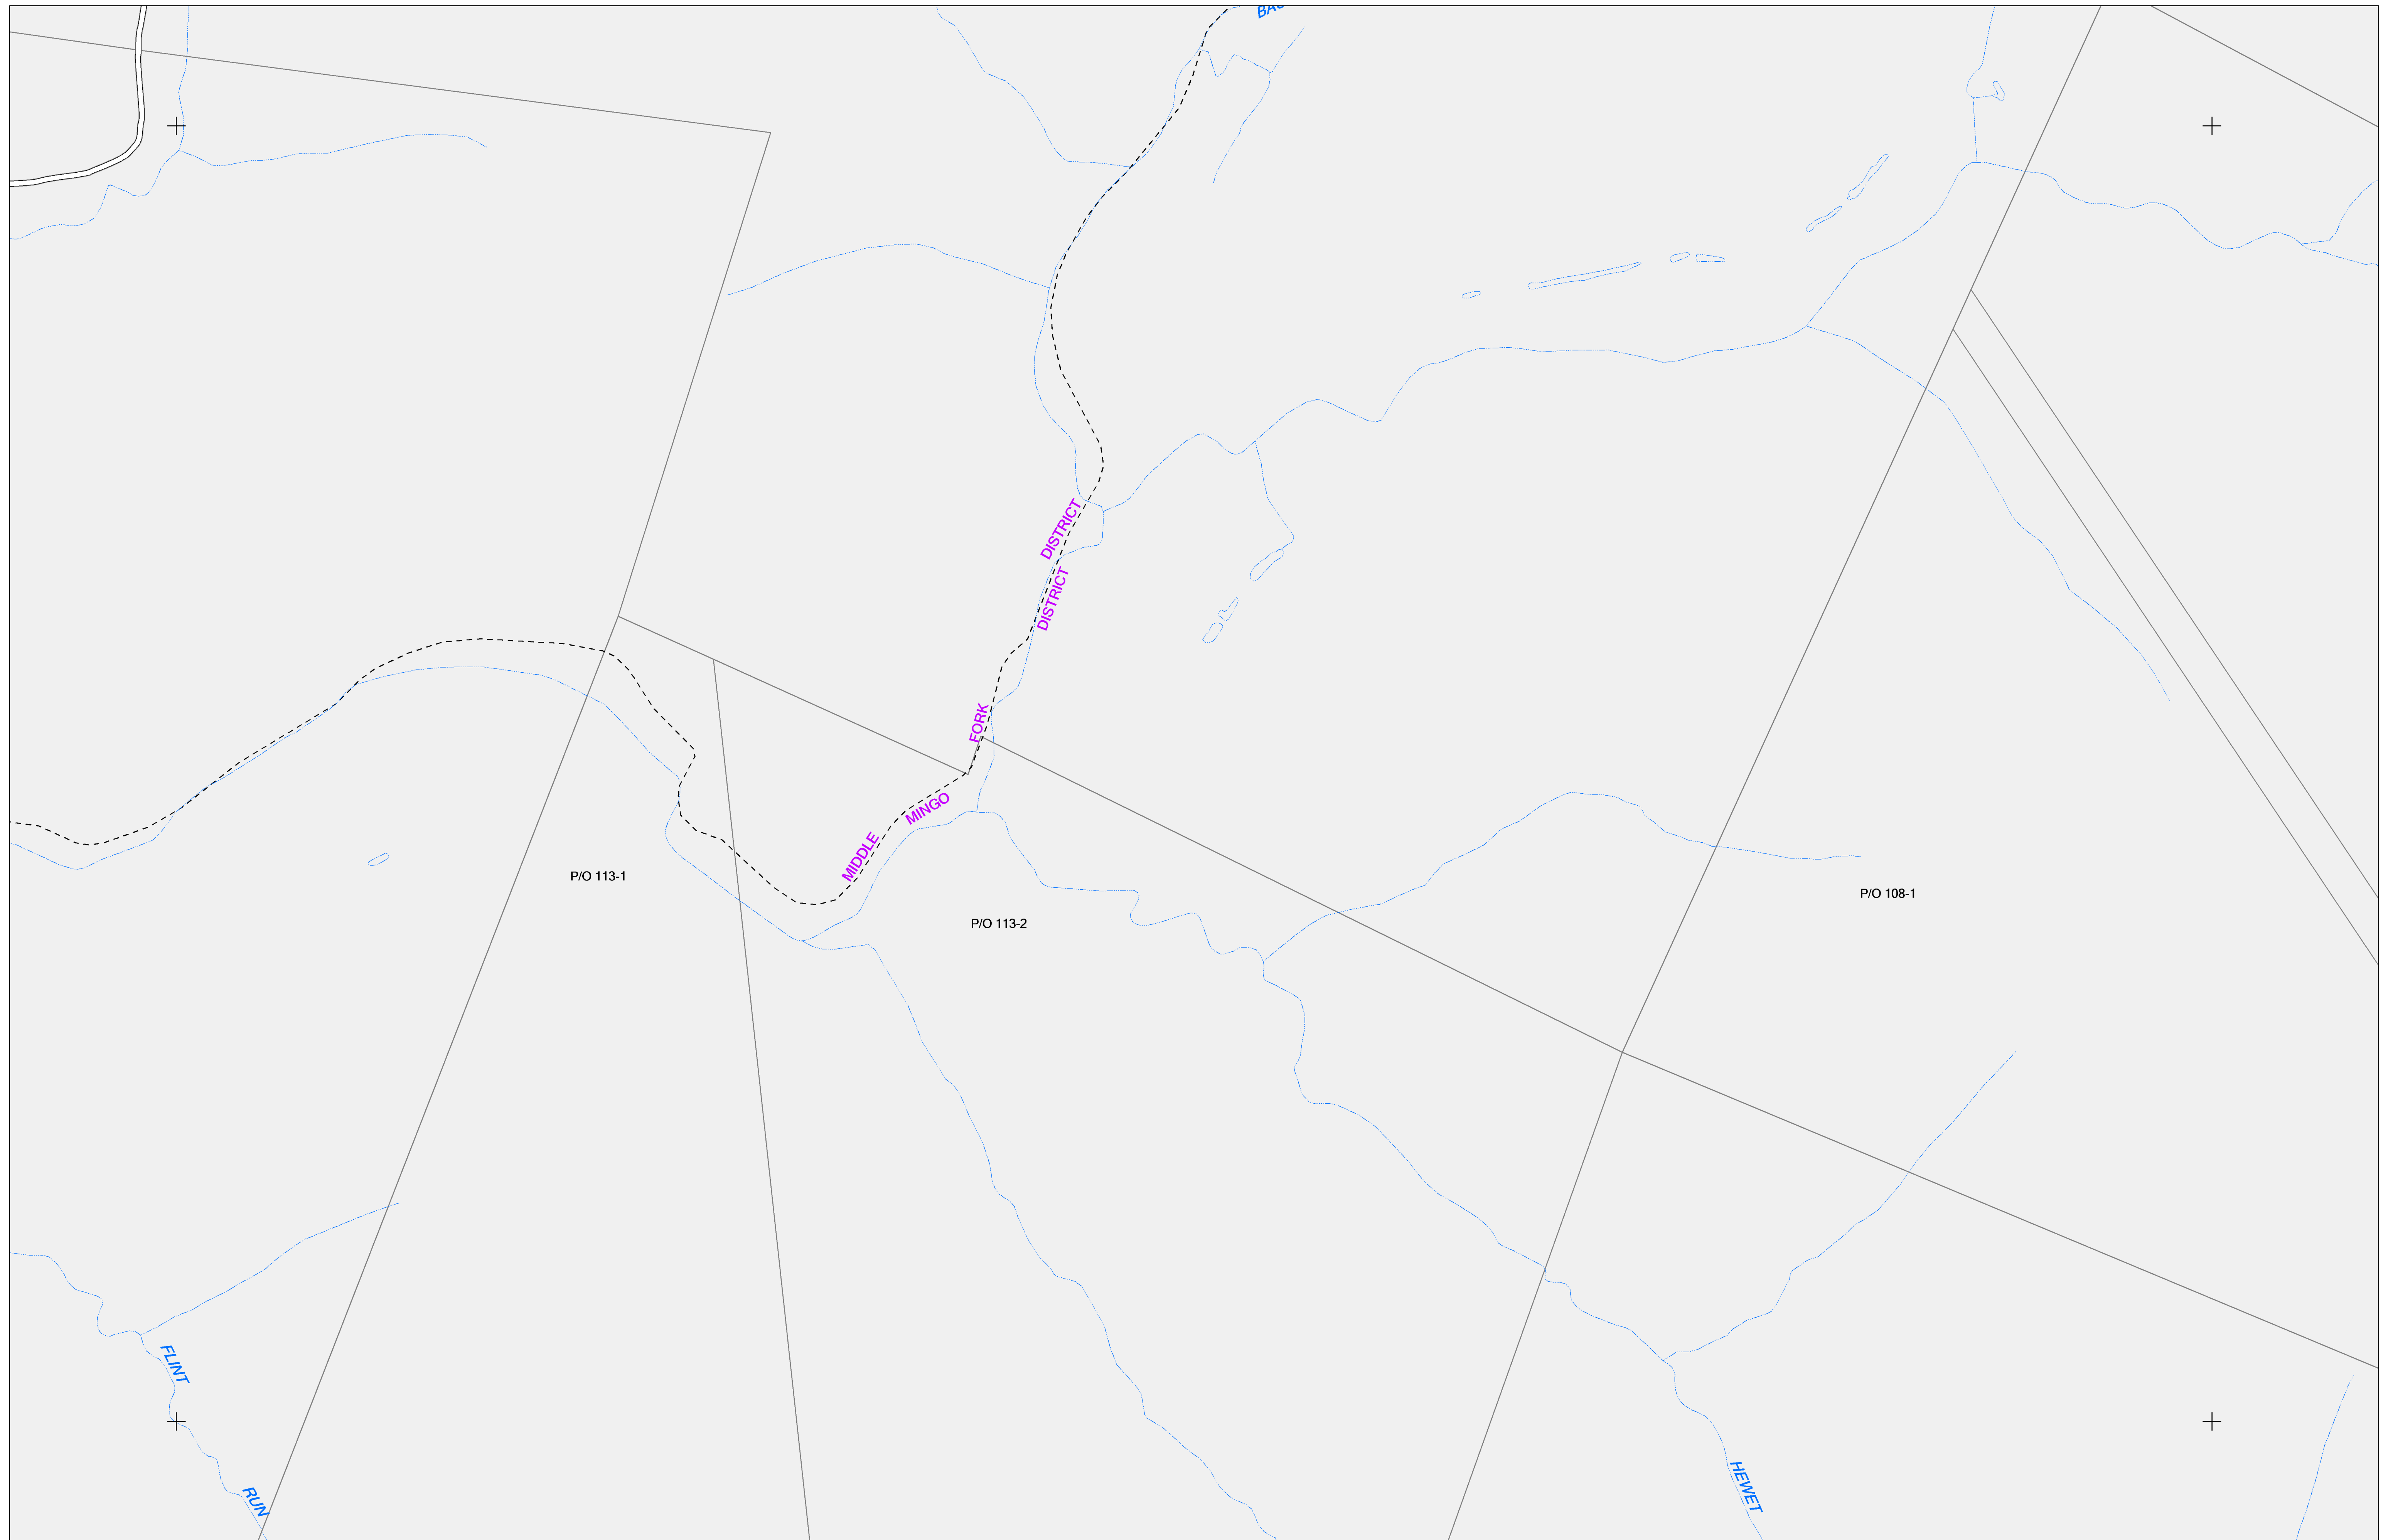 DISTRICT
DISTRICT
FORK
MINGO
MIDDLE
P/O 113-1
P/O 108-1
P/O 113-2
FLINT
RUN
HEWET